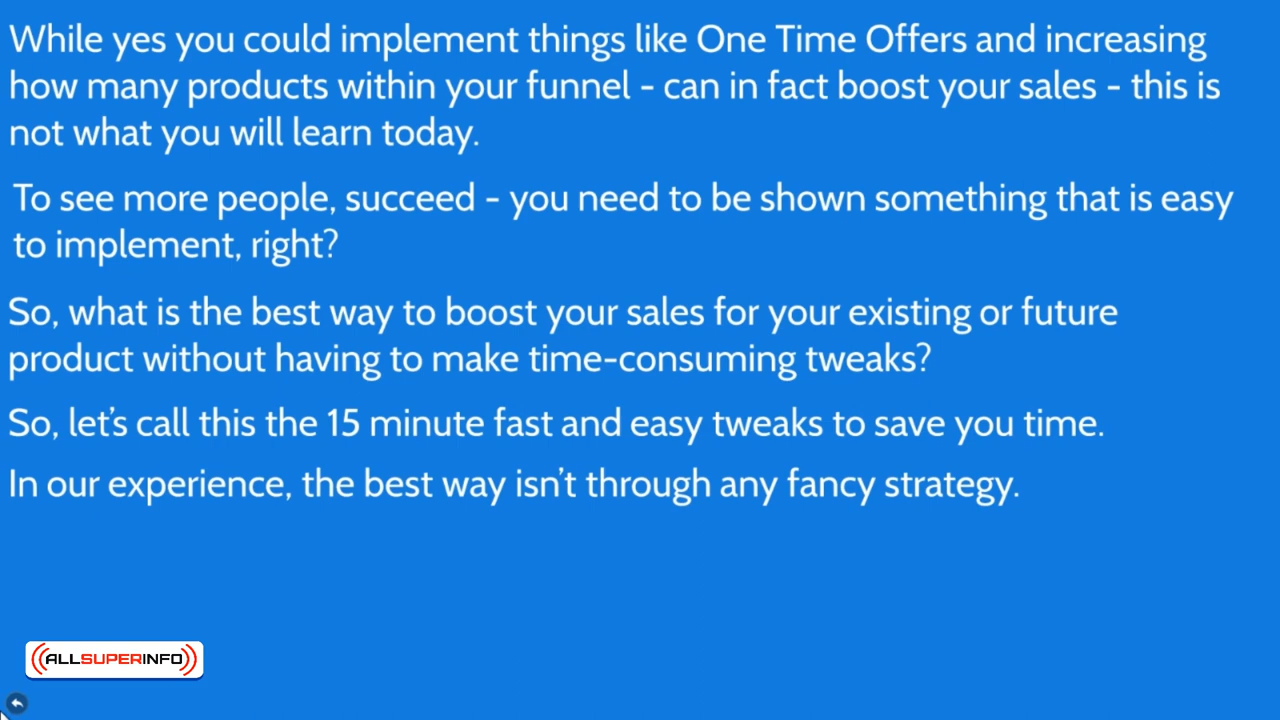 While yes you could implement things like One Time Offers and increasing
how many products within your funnel - can in fact boost your sales - this is
not what you will learn today.
To see more people, succeed - you need to be shown something that is easy
to implement, right?
So, what is the best way to boost your sales for your existing or future
product without having to make time-consuming tweaks?
So, let's call this the 15 minute fast and easy tweaks to save you time.
In our experience, the best way isn't through any fancy strategy.
ALLSUPERINFO